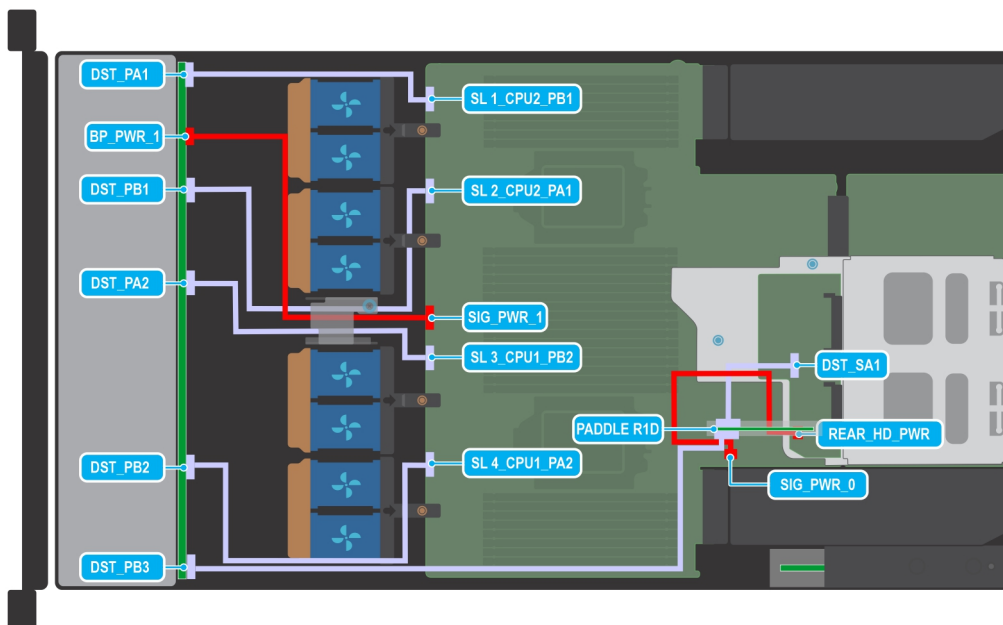 DST_PA1
BP_PWR_1
DST_PB1
DST_PA2
DST_PB2
DST_PB3
SL 1_CPU2_PB1
SL 2_CPU2_PA1
SIG_PWR_1
SL 3_CPU1_PB2
SL 4_CPU1_PA2
DST_SA1
PADDLE R1D
REAR_HD_PWR
SIG_PWR_0